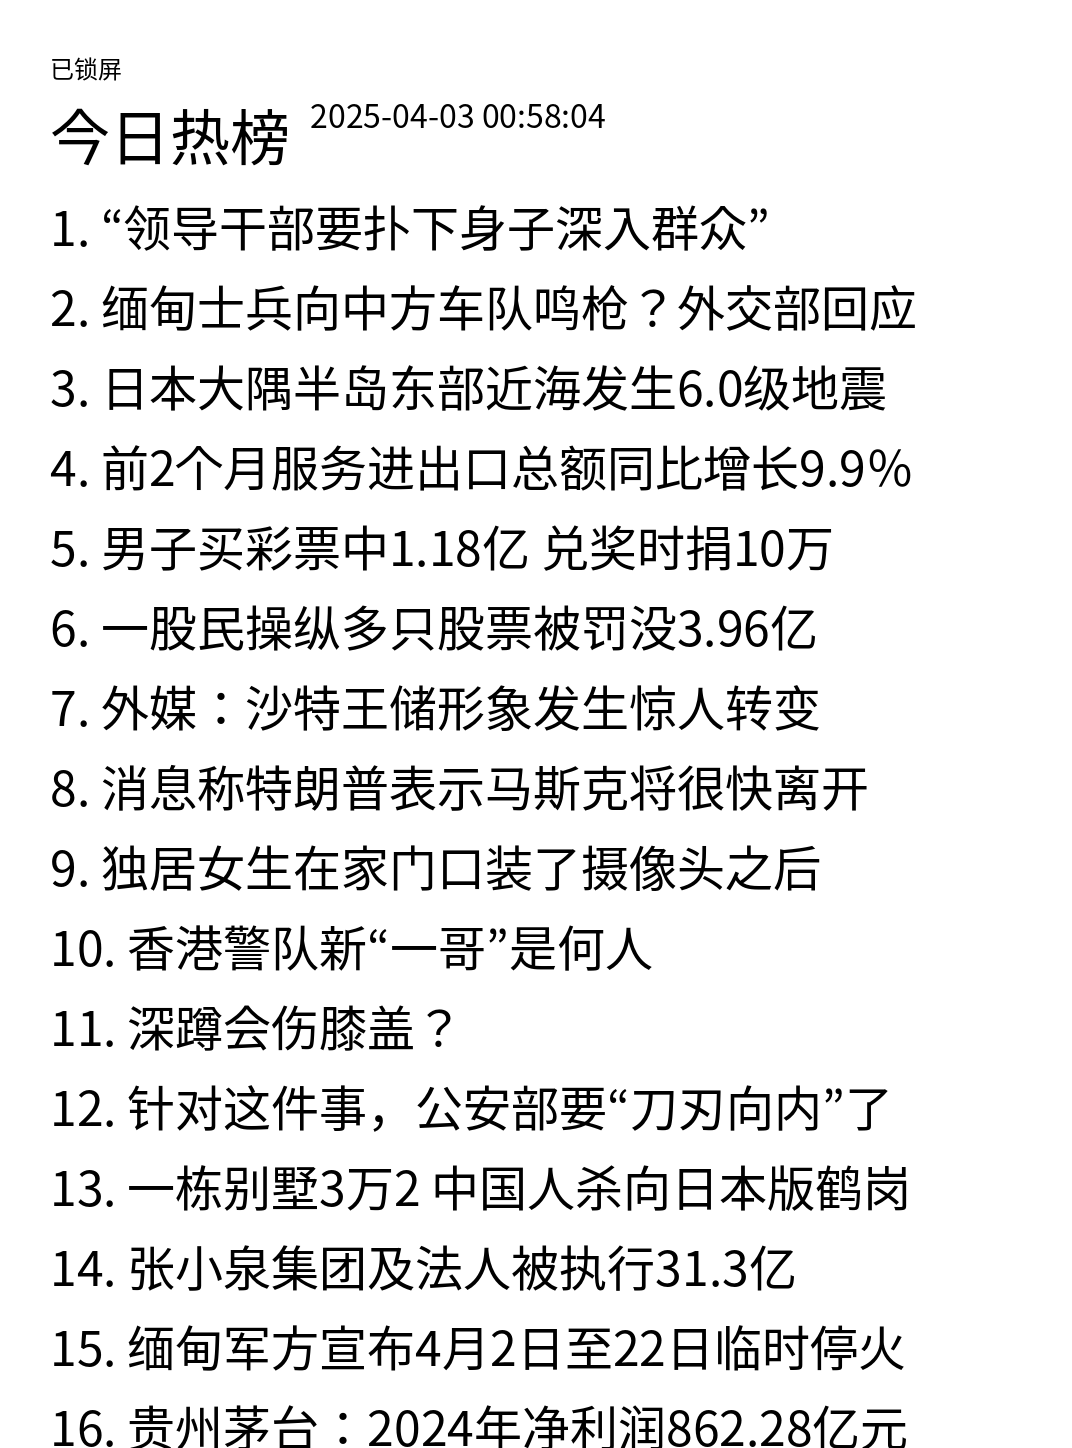 已锁屏
今日热榜 2025-04-03 00:58:04
1. “领导干部要扑下身子深入群众”
2. 缅甸士兵向中方车队鸣枪？外交部回应
3. 日本大隅半岛东部近海发生6.0级地震
4. 前2个月服务进出口总额同比增长9.9%
5. 男子买彩票中1.18亿 兑奖时捐10万
6. 一股民操纵多只股票被罚没3.96亿
7. 外媒：沙特王储形象发生惊人转变
8. 消息称特朗普表示马斯克将很快离开
9. 独居女生在家门口装了摄像头之后
10. 香港警队新“一哥”是何人
11. 深蹲会伤膝盖？
12. 针对这件事，公安部要“刀刃向内”了
13. 一栋别墅3万2 中国人杀向日本版鹤岗
14. 张小泉集团及法人被执行31.3亿
15. 缅甸军方宣布4月2日至22日临时停火
16. 贵州茅台：2024年净利润862.28亿元